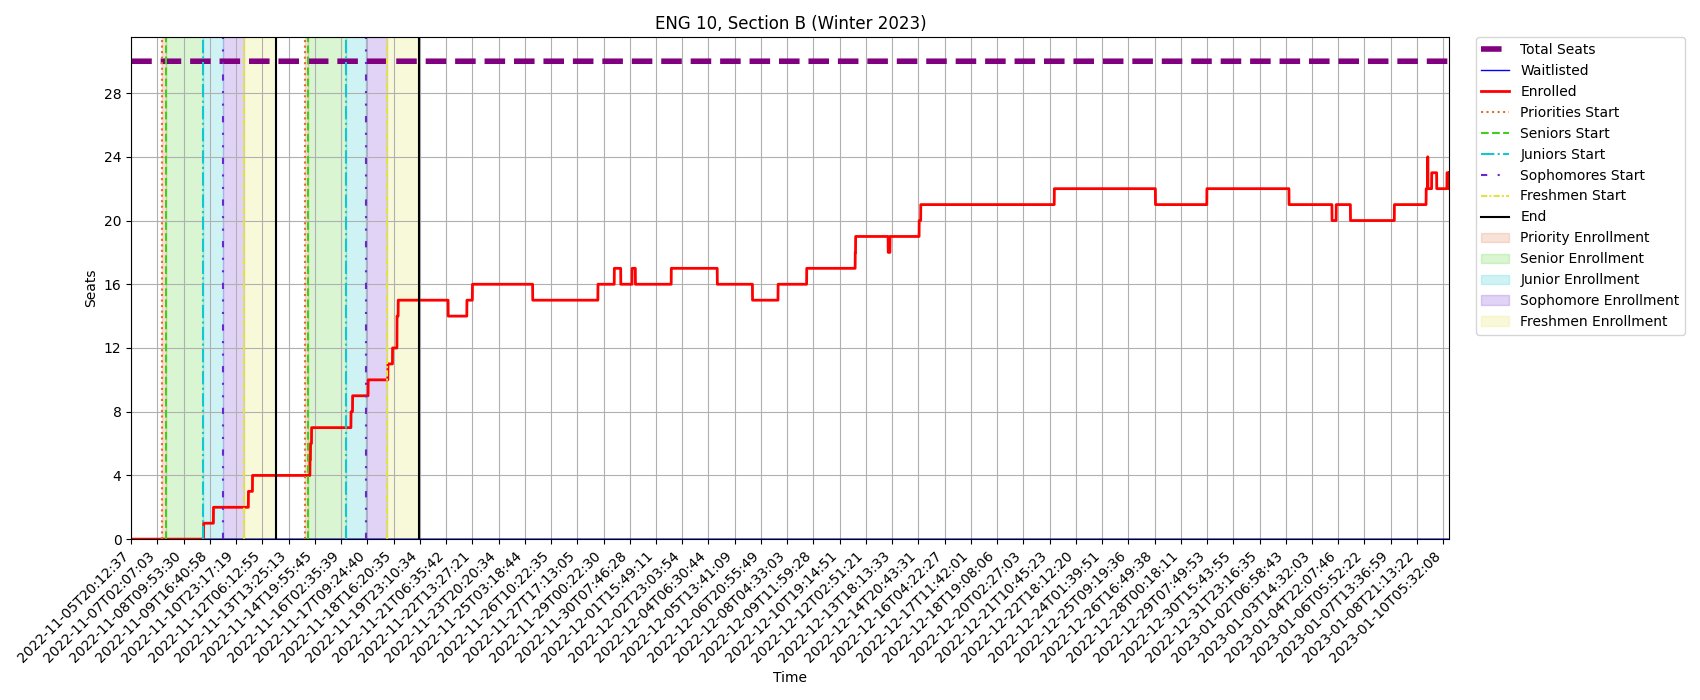 ENG 10, Section B (Winter 2023)
Seats
28
24
20
16
12
8
4
0
2022-11-05T20:12:37
2022-11-07T02:07:03
2022-11-08T09:53:30
2022-11-09T16:40:58
2022-11-10T23:17:19
2022-11-12T06:12:55
2022-11-13T13:25:13
2022-11-14T19:55:45
2022-11-16T02:35:39
2022-11-17T09:24:40
2022-11-18T16:20:35
2022-11-19T23:10:34
2022-11-21T06:35:42
2022-11-22T13:27:21
2022-11-23T20:20:34
2022-11-25T03:18:44
2022-11-26T10:22:35
2022-11-27T17:13:05
2022-11-29T00:22:30
2022-11-30T07:46:28
2022-12-01T15:49:11
2022-12-02T23:03:54
2022-12-04T06:30:44
2022-12-05T13:41:09
2022-12-06T20:55:49
2022-12-08T04:33:03
2022-12-09T11:59:28
2022-12-10T19:14:51
2022-12-12T02:51:21
2022-12-13T18:13:33
2022-12-14T20:43:31
2022-12-16T04:22:27
2022-12-17T11:42:01
2022-12-18T19:08:06
2022-12-20T02:27:03
2022-12-21T10:45:23
2022-12-22T18:12:20
2022-12-24T01:39:51
2022-12-25T09:19:36
2022-12-26T16:49:38
2022-12-28T00:18:11
2022-12-29T07:49:53
2022-12-30T15:43:55
2022-12-31T23:16:35
2023-01-02T06:58:43
2023-01-03T14:32:03
2023-01-04T22:07:46
2023-01-06T05:52:22
2023-01-07T13:36:59
2023-01-08T21:13:22
2023-01-10T05:32:08
Time
Total Seats
Waitlisted
Enrolled
Priorities Start
Seniors Start
Juniors Start
Sophomores Start
Freshmen Start
End
Priority Enrollment
Senior Enrollment
Junior Enrollment
Sophomore Enrollment
Freshmen Enrollment